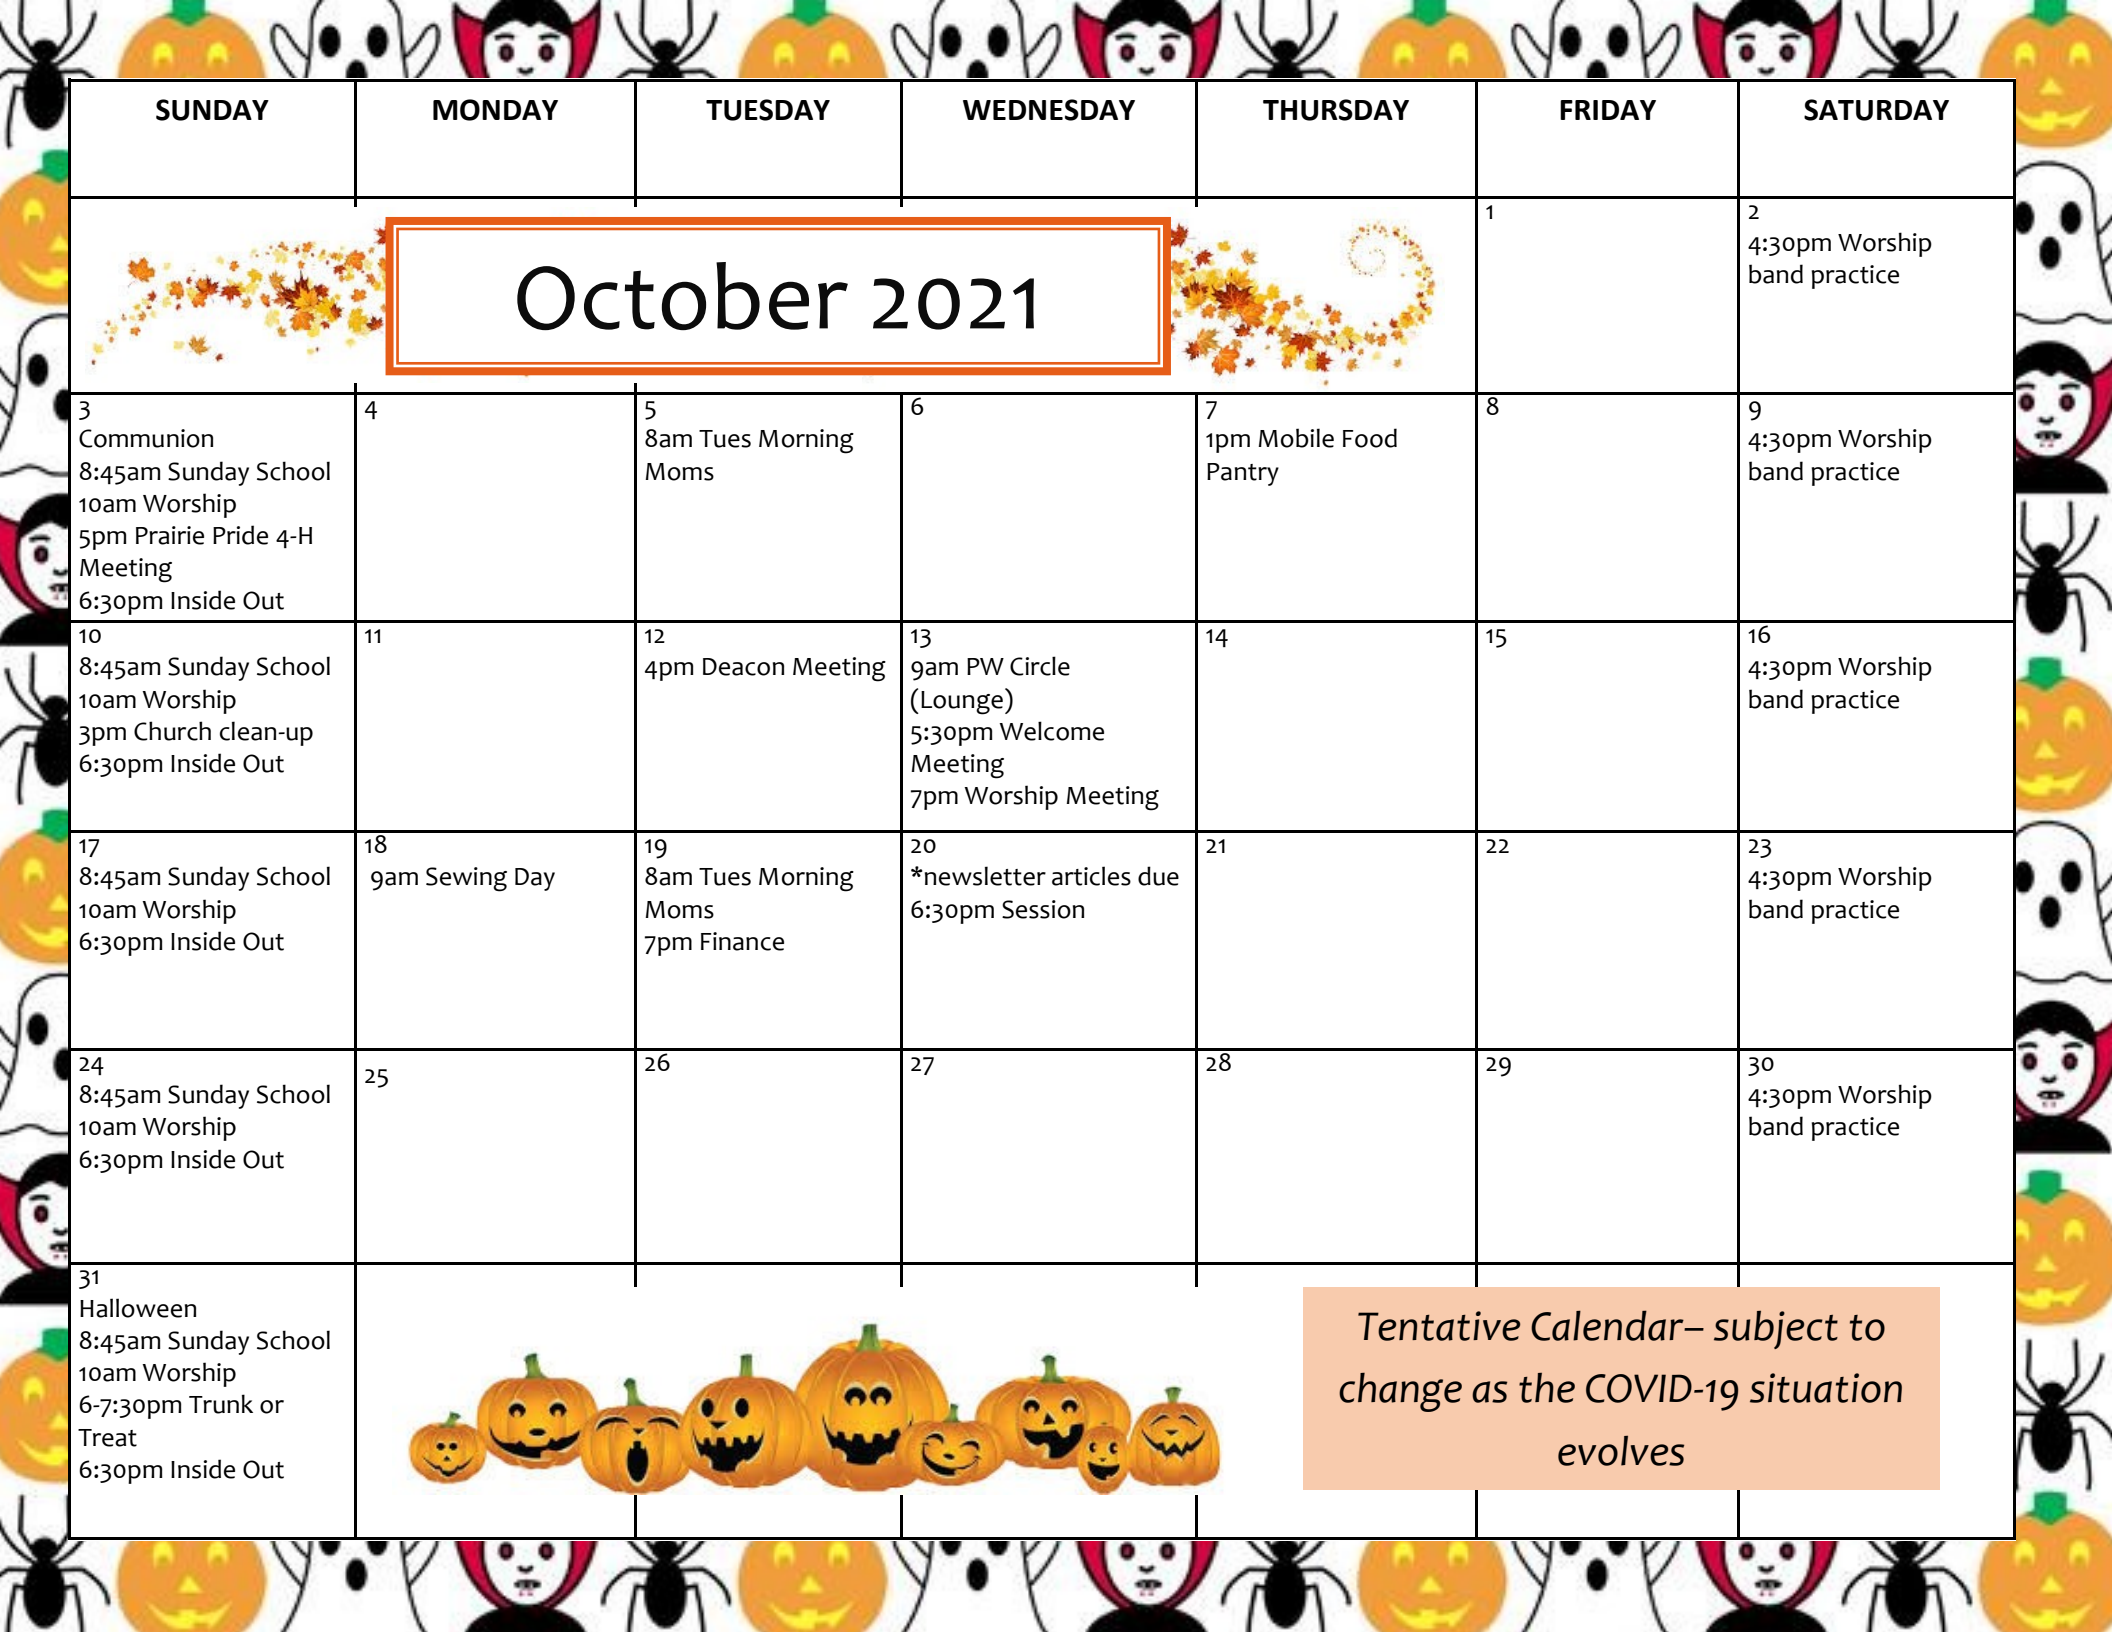 SUNDAY MONDAY TUESDAY WEDNESDAY THURSDAY FRIDAY SATURDAY
October 2021
1
2
4:30pm Worship
band practice
3
Communion
8:45am Sunday School
10am Worship
5pm Prairie Pride 4-H
Meeting
6:30pm Inside Out
4
5
8am Tues Morning
Moms
6
7
1pm Mobile Food
Pantry
8
9
4:30pm Worship
band practice
10
8:45am Sunday School
10am Worship
3pm Church clean-up
6:30pm Inside Out
11
12
4pm Deacon Meeting
13
9am PW Circle
(Lounge)
5:30pm Welcome
Meeting
7pm Worship Meeting
14
15
16
4:30pm Worship
band practice
17
8:45am Sunday School
10am Worship
6:30pm Inside Out
18
9am Sewing Day
19
8am Tues Morning
Moms
7pm Finance
20
*newsletter articles due
6:30pm Session
21
22
23
4:30pm Worship
band practice
24
8:45am Sunday School
10am Worship
6:30pm Inside Out
25
26
27
28
29
30
4:30pm Worship
band practice
31
Halloween
8:45am Sunday School
10am Worship
6-7:30pm Trunk or
Treat
6:30pm Inside Out
Tentative Calendar– subject to
change as the COVID-19 situation
evolves